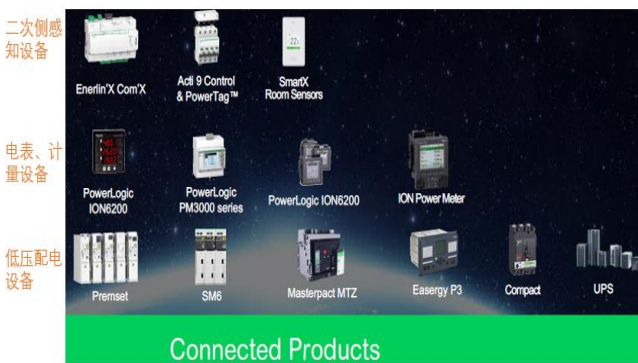 二次侧感
知设备
Enerlin'X Com'X
Acti 9 Control
& PowerTag™
SmartX
Room Sensors
电表、计
量设备
PowerLogic
ION6200
PowerLogic
PM3000 series
PowerLogic ION6200
ION Power Meter
低压配电
设备
Premset
SM6
Masterpact MTZ
Easergy P3
Compact
UPS
Connected Products